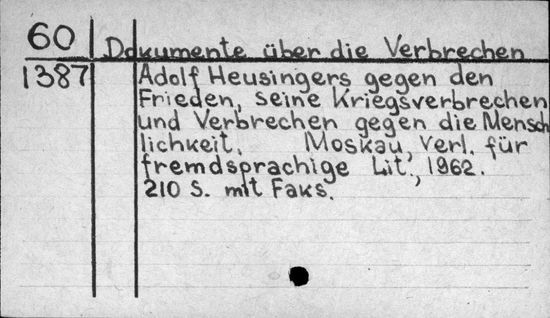 60 Dokumente über die Verbrechen
1387 Adolf Heusingers gegen den
Frieden, seine Kriegsverbrechen
und Verbrechen gegen die Mensch
lichkeit. Moskau, Verl. für
fremdsprachige Lit., 1962.
210 S. mit Faks.